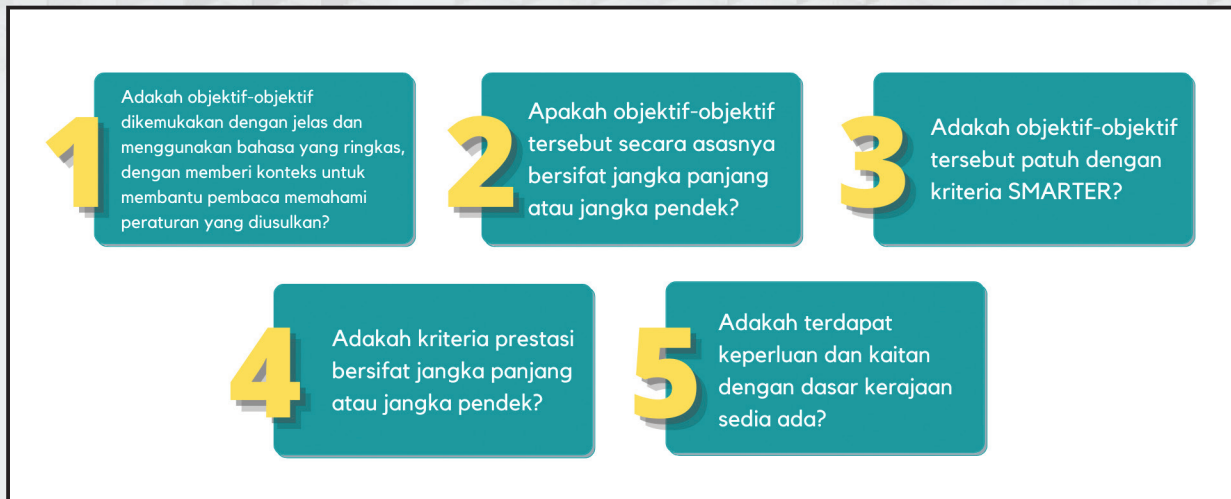 1
Adakah objektif-objektif
dikemukakan dengan jelas dan
menggunakan bahasa yang ringkas,
dengan memberi konteks untuk
membantu pembaca memahami
peraturan yang diusulkan?
2
Apakah objektif-objektif
tersebut secara asasnya
bersifat jangka panjang
atau jangka pendek?
3
Adakah objektif-objektif
tersebut patuh dengan
kriteria SMARTER?
4
Adakah kriteria prestasi
bersifat jangka panjang
atau jangka pendek?
5
Adakah terdapat
keperluan dan kaitan
dengan dasar kerajaan
sedia ada?